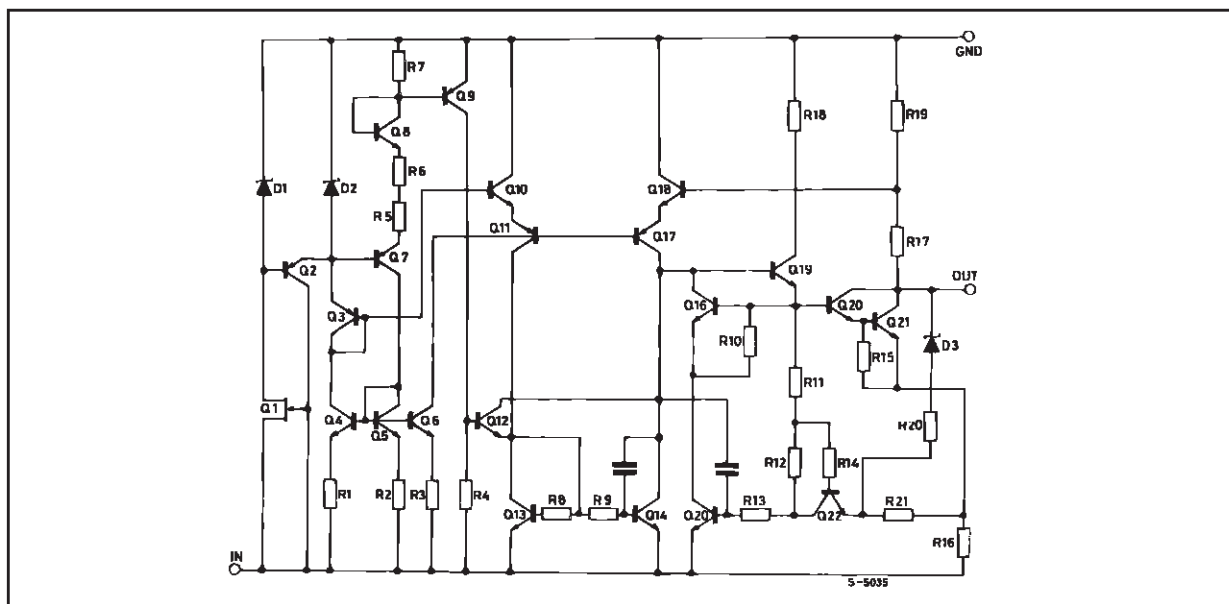 GND
R7
Q9
Q8
R18
R19
R6
D1
D2
Q10
Q18
R5
Q11
Q17
R17
Q2
Q7
Q19
OUT
Q3
Q16
Q20
Q21
R10
D3
R15
R11
Q1
Q4
Q5
Q6
Q12
R20
R12
R14
R1
R2
R3
R4
R8
R9
R13
Q13
Q14
Q20
Q22
R21
R16
IN
S-5035